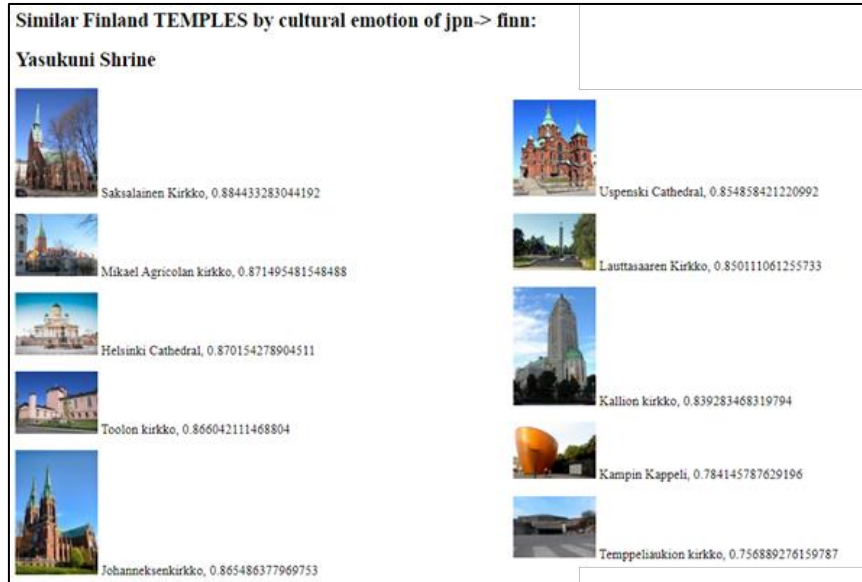 Similar Finland TEMPLES by cultural emotion of jpn-> finn:
Yasukuni Shrine
Saksalainen Kirkko, 0.884433283044192
Mikael Agricolan kirkko, 0.871495481548488
Helsinki Cathedral, 0.870154278904511
Toolon kirkko, 0.866042111468804
Johanneksenkirkko, 0.865486377969753
Uspenski Cathedral, 0.854858421220992
Lauttasaaren Kirkko, 0.850111061255733
Kallion kirkko, 0.839283468319794
Kampin Kappeli, 0.784145787629196
Temppeliaukion kirkko, 0.756889276159787